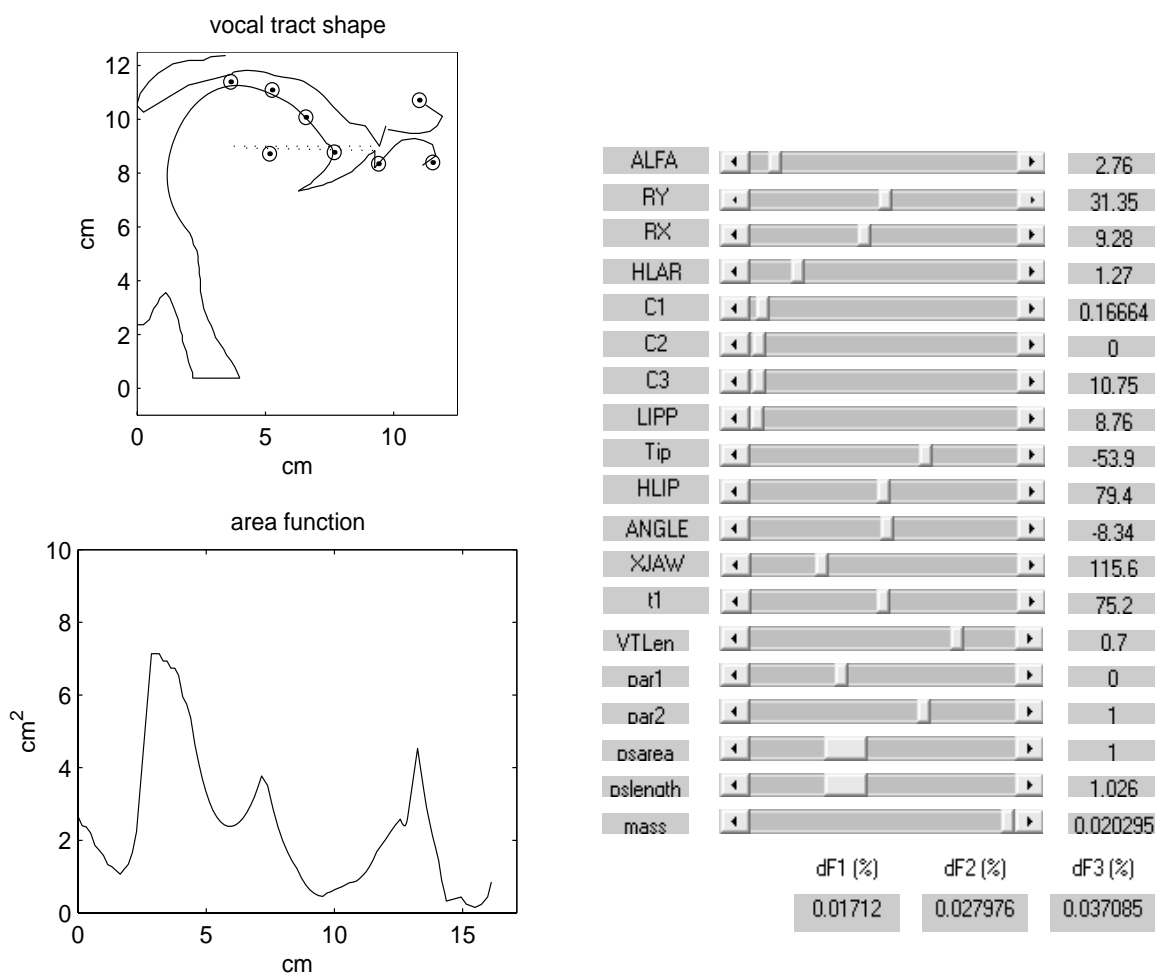 vocal tract shape
12
10
8
6
4
2
0
cm
0
5
10
cm
area function
10
8
6
4
2
0
cm2
0
5
10
15
cm
ALFA 2.76
RY 31.35
RX 9.28
HLAR 1.27
C1 0.16664
C2 0
C3 10.75
LIPP 8.76
Tip -53.9
HLIP 79.4
ANGLE -8.34
XJAW 115.6
t1 75.2
VTLen 0.7
par1 0
par2 1
psarea 1
pslength 1.026
mass 0.020295
dF1 (%) dF2 (%) dF3 (%)
0.01712 0.027976 0.037085